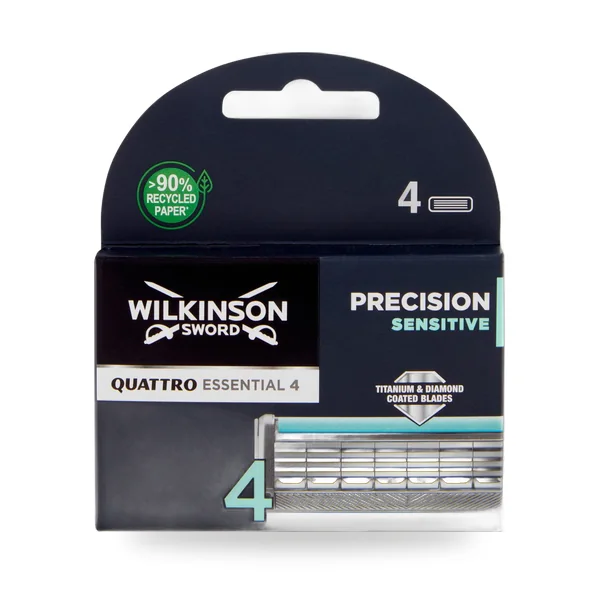 >90%
RECYCLED
PAPER*
4
WILKINSON
SWORD
PRECISION
SENSITIVE
QUATTRO ESSENTIAL 4
TITANIUM & DIAMOND
COATED BLADES
4